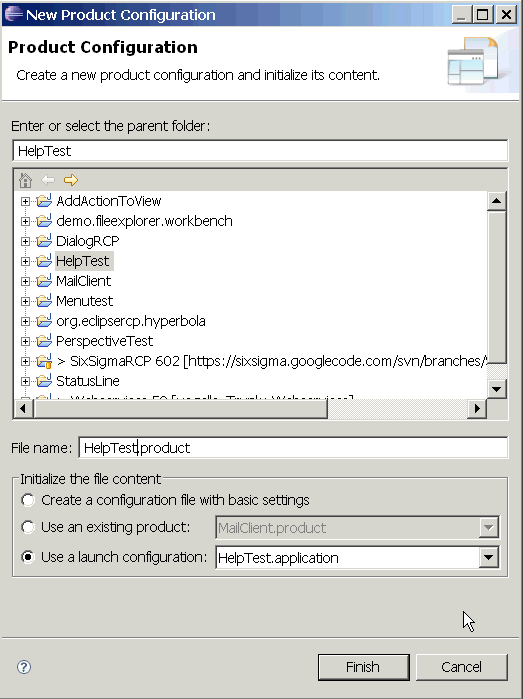 New Product Configuration
Product Configuration
Create a new product configuration and initialize its content.
Enter or select the parent folder:
HelpTest
AddActionToView
demo.fileexplorer.workbench
DialogRCP
HelpTest
MailClient
Menutest
org.eclipsercp.hyperbola
PerspectiveTest
> SixSigmaRCP 602 [https://sixsigma.googlecode.com/svn/branches/
StatusLine
File name: HelpTest.product
Initialize the file content
Create a configuration file with basic settings
Use an existing product: MailClient.product
Use a launch configuration: HelpTest.application
? Finish Cancel